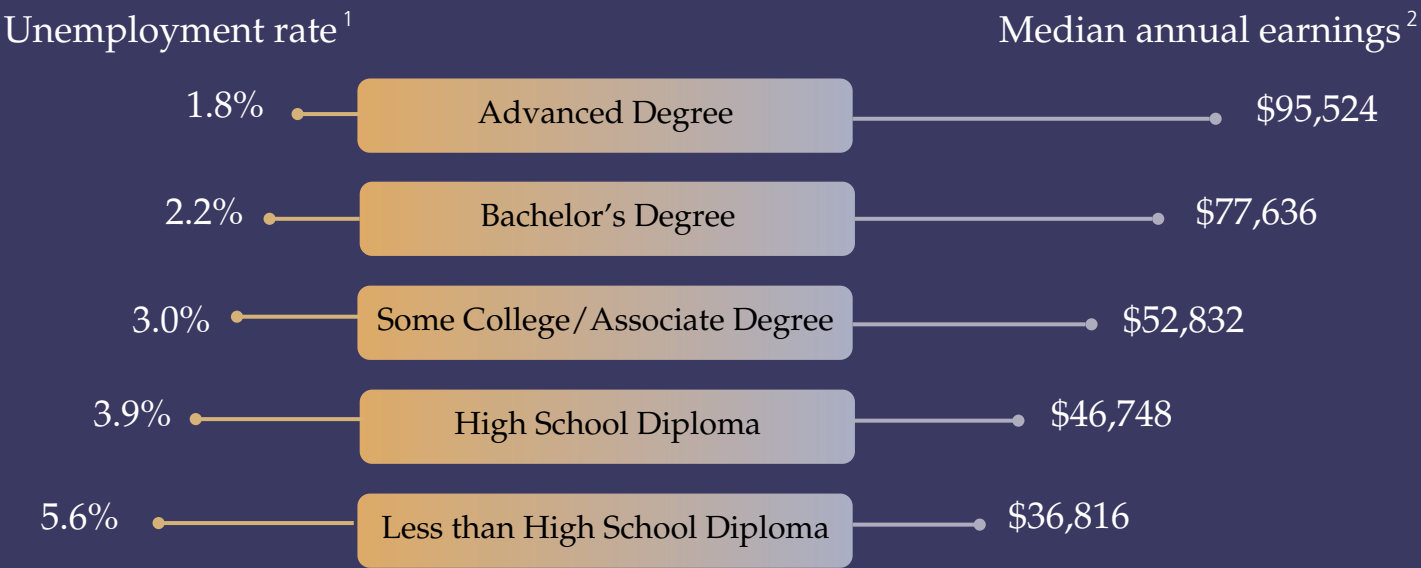 Unemployment rate 1
Median annual earnings 2
1.8% Advanced Degree $95,524
2.2% Bachelor’s Degree $77,636
3.0% Some College/Associate Degree $52,832
3.9% High School Diploma $46,748
5.6% Less than High School Diploma $36,816